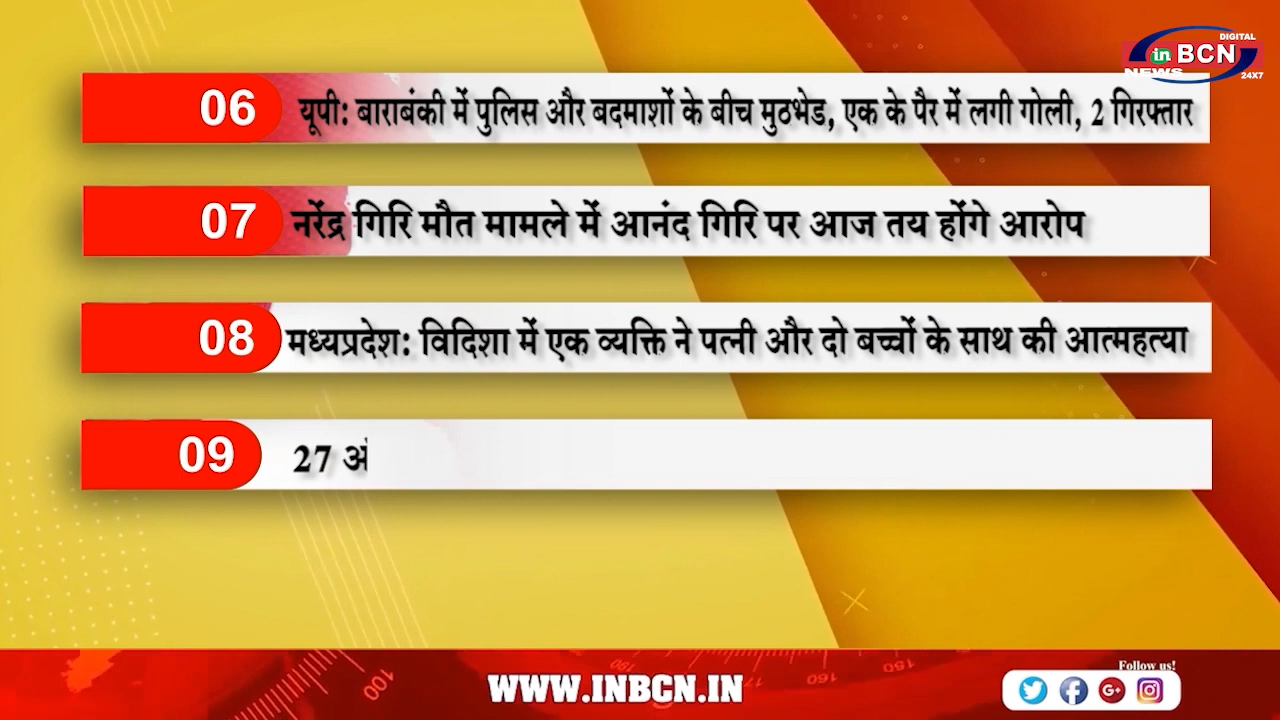 DIGITAL
in BCN
NEWS 24X7
06 यूपी: बाराबंकी में पुलिस और बदमाशों के बीच मुठभेड, एक के पैर में लगी गोली, 2 गिरफ्तार
07 नरेंद्र गिरि मौत मामले में आनंद गिरि पर आज तय होंगे आरोप
08 मध्यप्रदेश: विदिशा में एक व्यक्ति ने पत्नी और दो बच्चों के साथ की आत्महत्या
09 27
WWW.INBCN.IN
Follow us!